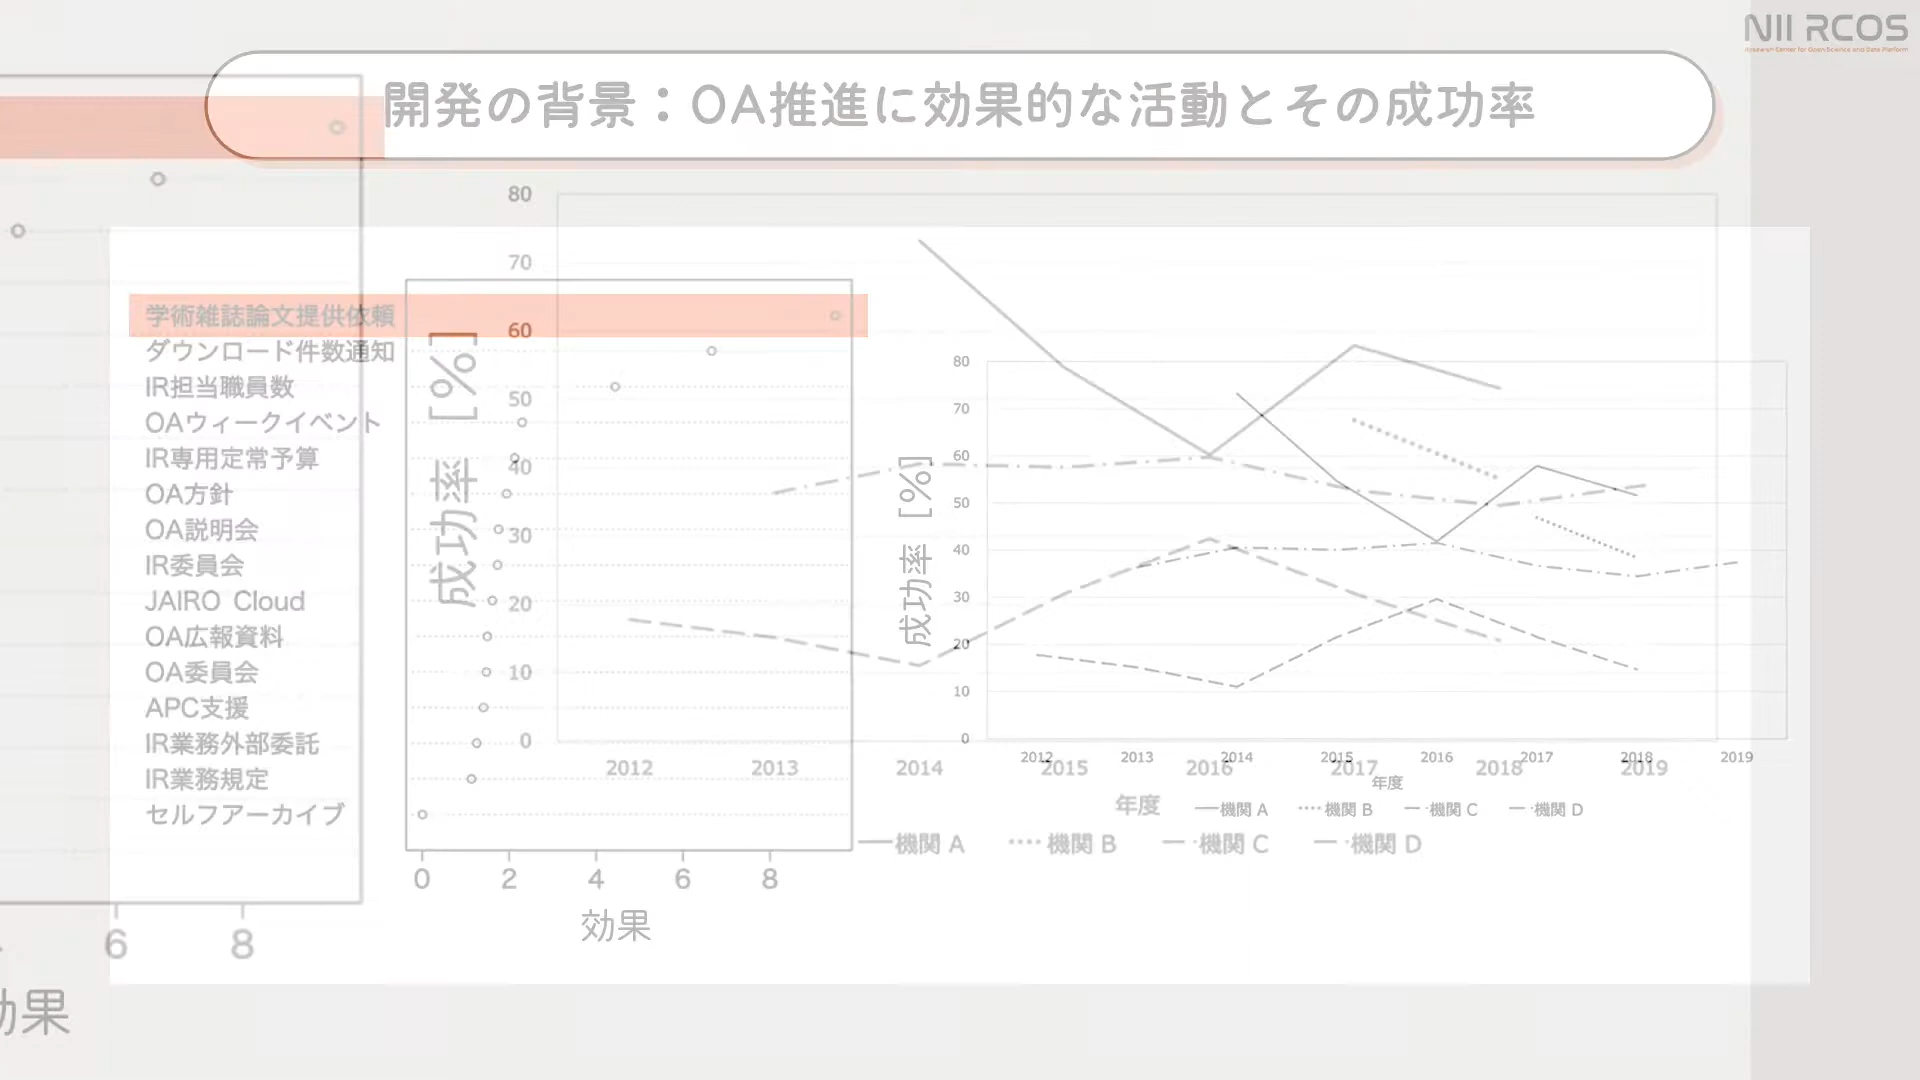 NII RCOS
Research Center for Open Science and Data Platform
開発の背景：OA推進に効果的な活動とその成功率
学術雑誌論文提供依頼
ダウンロード件数通知
IR担当職員数
OAウィークイベント
IR専用定常予算
OA方針
OA説明会
IR委員会
JAIRO Cloud
OA広報資料
OA委員会
APC支援
IR業務外部委託
IR業務規定
セルフアーカイブ
0 2 4 6 8
効果
6 8
効果
成功率 [%]
80
70
60
50
40
30
20
10
0
2012 2013 2014 2015 2016 2017 2018 2019
年度
機関 A 機関 B 機関 C 機関 D
成功率 [%]
80
70
60
50
40
30
20
10
0
2012 2013 2014 2015 2016 2017 2018 2019
年度
機関 A 機関 B 機関 C 機関 D